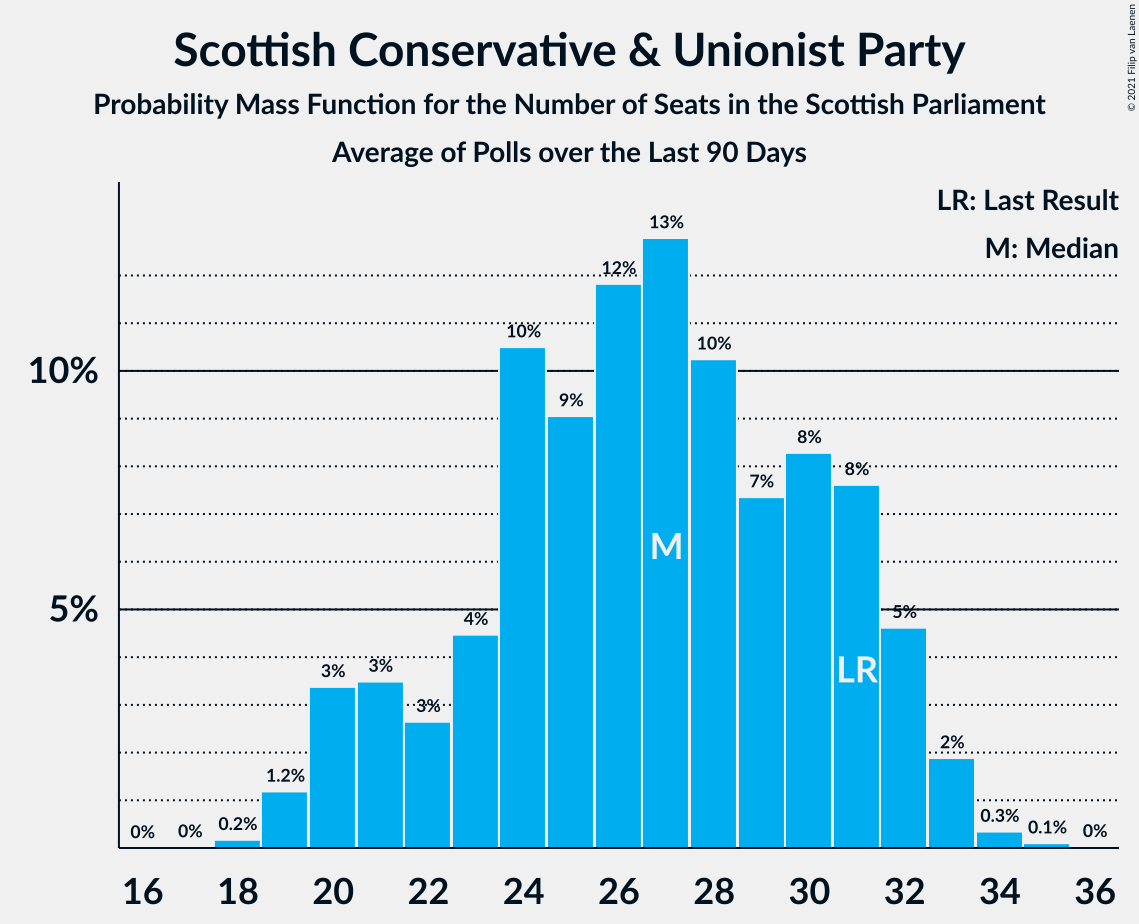 Scottish Conservative & Unionist Party
Probability Mass Function for the Number of Seats in the Scottish Parliament
Average of Polls over the Last 90 Days
© 2021 Filip van Laenen
LR: Last Result
M: Median
13%
12%
10%
10%
10%
9%
8%
8%
7%
M
5%
5%
4%
LR
3%
3%
3%
2%
1.2%
0.3%
0.2%
0.1%
0%
0%
0%
16 18 20 22 24 26 28 30 32 34 36